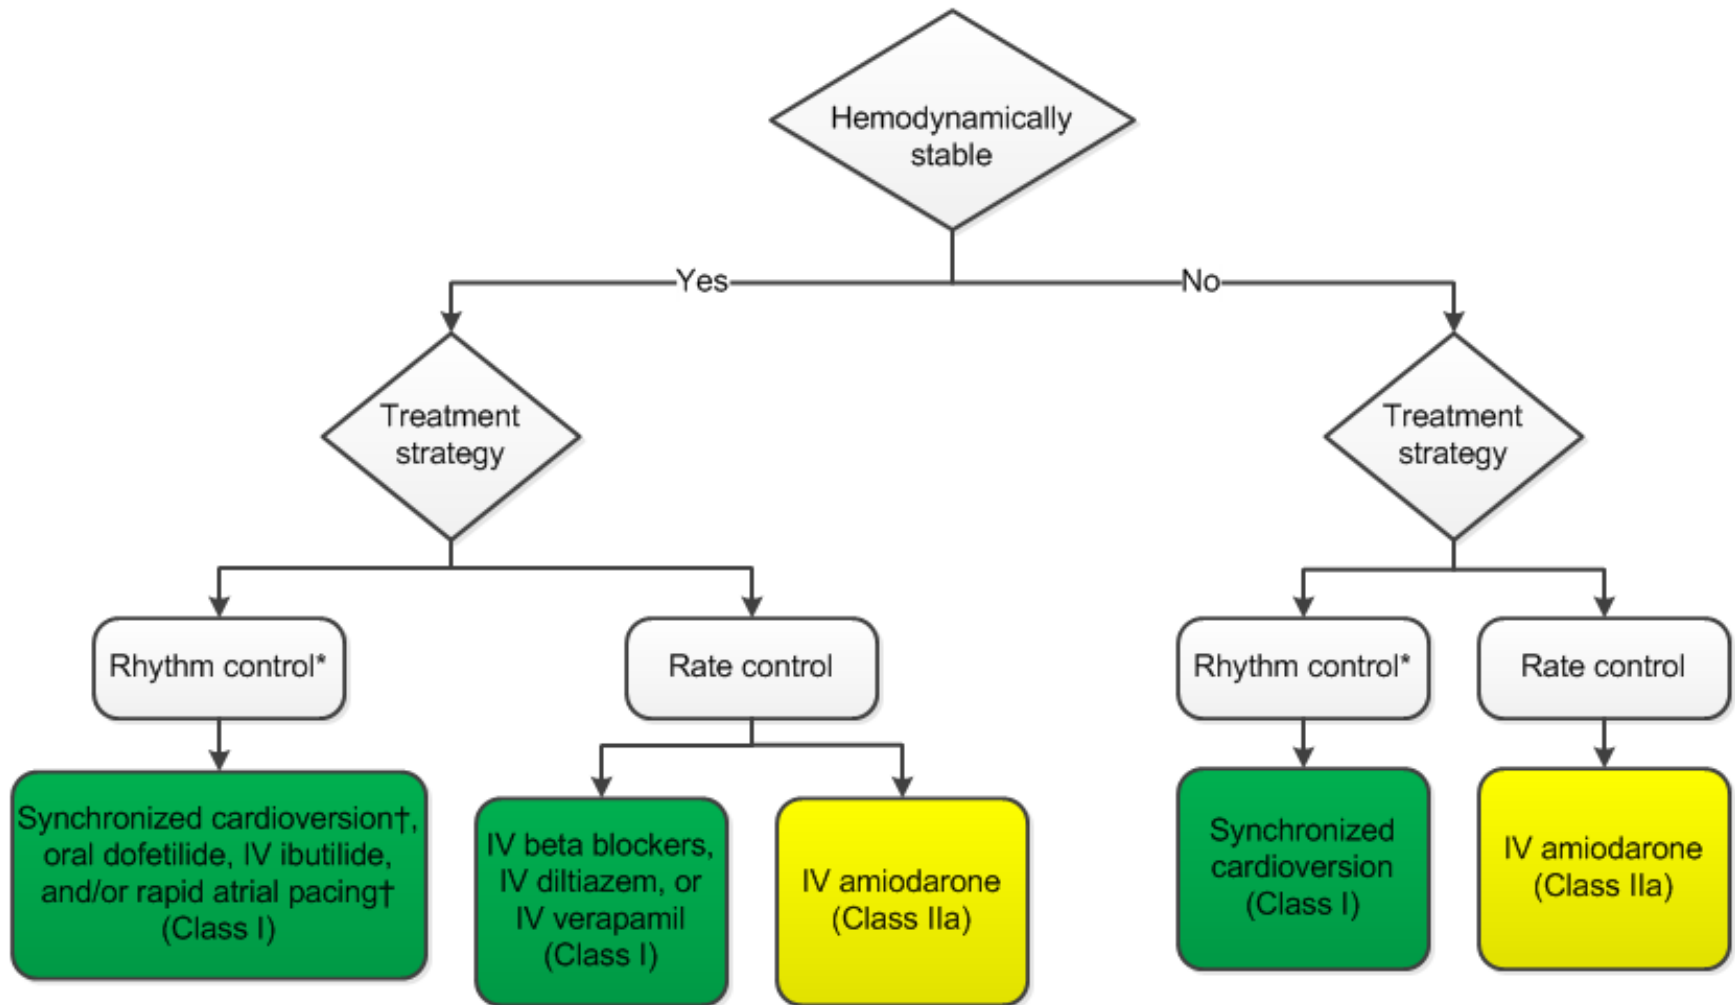 Hemodynamically
stable
Yes
No
Treatment
strategy
Treatment
strategy
Rhythm control*
Rate control
Rhythm control*
Rate control
Synchronized cardioversion†,
oral dofetilide, IV ibutilide,
and/or rapid atrial pacing†
(Class I)
IV beta blockers,
IV diltiazem, or
IV verapamil
(Class I)
IV amiodarone
(Class IIa)
Synchronized
cardioversion
(Class I)
IV amiodarone
(Class IIa)